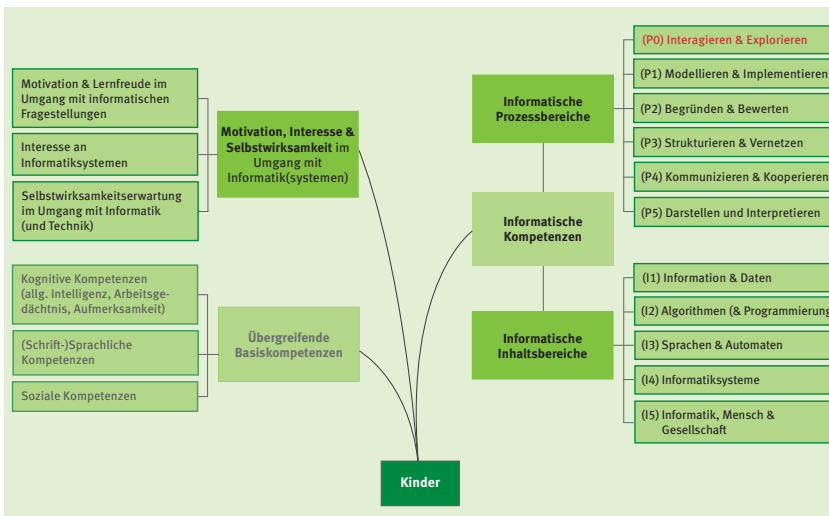 Motivation & Lernfreude im
Umgang mit informatischen
Fragestellungen
Interesse an
Informatiksystemen
Selbstwirksamkeitserwartung
im Umgang mit Informatik
(und Technik)
Motivation, Interesse &
Selbstwirksamkeit im
Umgang mit
Informatik(systemen)
Kognitive Kompetenzen
(allg. Intelligenz, Arbeitsge-
dächtnis, Aufmerksamkeit)
(Schrift-)Sprachliche
Kompetenzen
Soziale Kompetenzen
Übergreifende
Basiskompetenzen
Informatische
Prozessbereiche
(P0) Interagieren & Explorieren
(P1) Modellieren & Implementieren
(P2) Begründen & Bewerten
(P3) Strukturieren & Vernetzen
(P4) Kommunizieren & Kooperieren
(P5) Darstellen und Interpretieren
Informatische
Kompetenzen
Informatische
Inhaltsbereiche
(I1) Information & Daten
(I2) Algorithmen (& Programmierung
(I3) Sprachen & Automaten
(I4) Informatiksysteme
(I5) Informatik, Mensch &
Gesellschaft
Kinder